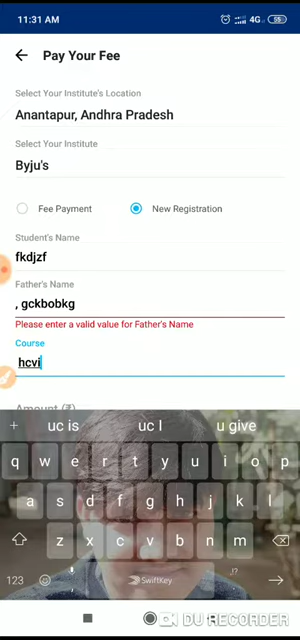 11:31 AM
4G 55
Pay Your Fee
Select Your Institute's Location
Anantapur, Andhra Pradesh
Select Your Institute
Byju's
Fee Payment New Registration
Student's Name
fkdjzf
Father's Name
, gckbobkg
Please enter a valid value for Father's Name
Course
hcvi
Amount (₹)
+ uc is uc I u give
q w e r t y u i o p
a s d f g h j k l
z x c v b n m
,!?
123 SwiftKey
DU RECORDER